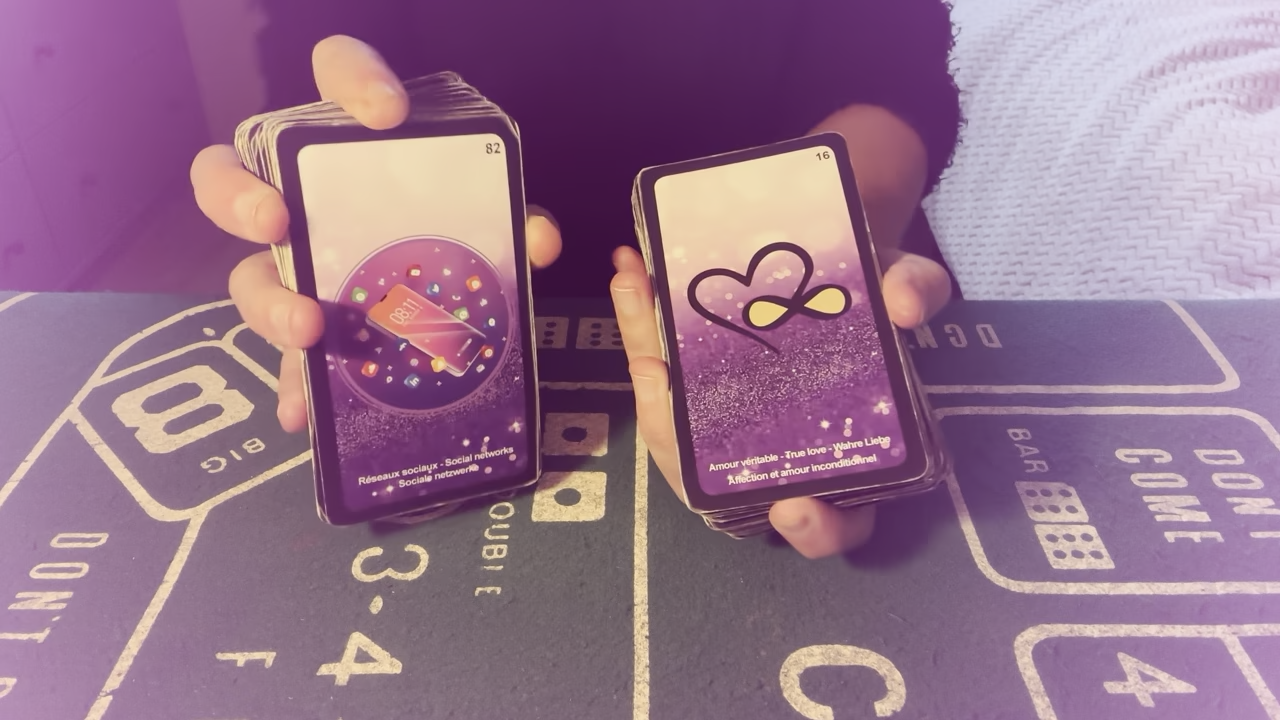 82
08.11
Réseaux sociaux - Social networks
Soziale netzwerke
16
Amour véritable - True love - Wahre Liebe
Affection et amour inconditionnel
8
BIG
DON'T
3-4
F
DOUBLE
C
BAR
DON'T
COME
4